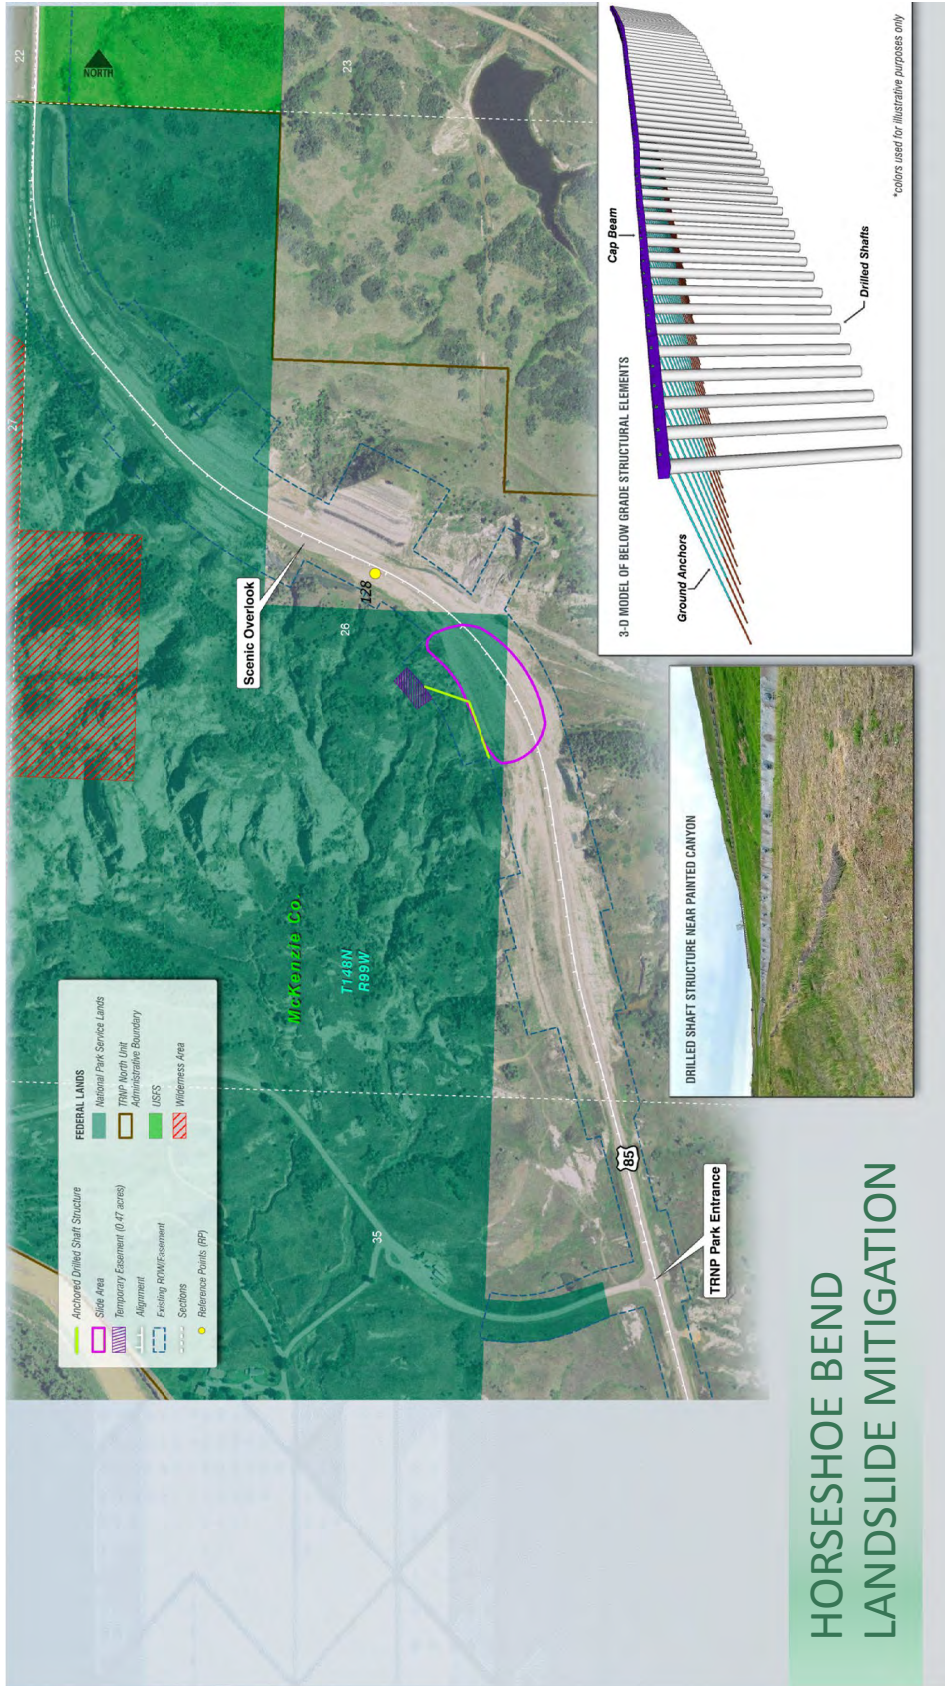 HORSESHOE BEND
LANDSLIDE MITIGATION
Anchored Drilled Shaft Structure
Slide Area
Temporary Easement (0.47 acres)
Alignment
Existing ROW/Easement
Sections
Reference Points (RP)
FEDERAL LANDS
National Park Service Lands
TRNP North Unit
Administrative Boundary
USFS
Wilderness Area
27
22
NORTH
McKenzie Co.
T148N
R99W
35
26
Scenic Overlook
128
23
85
TRNP Park Entrance
DRILLED SHAFT STRUCTURE NEAR PAINTED CANYON
3-D MODEL OF BELOW GRADE STRUCTURAL ELEMENTS
Cap Beam
Ground Anchors
Drilled Shafts
*colors used for illustrative purposes only